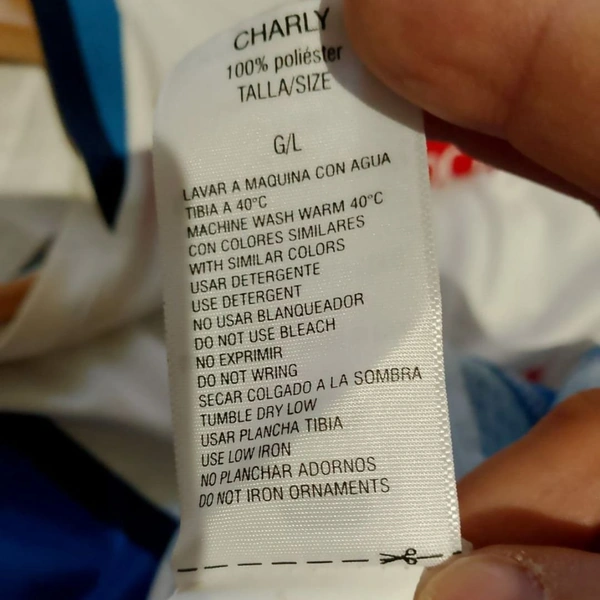 CHARLY
100% poliéster
TALLA/SIZE
G/L
LAVAR A MAQUINA CON AGUA
TIBIA A 40°C
MACHINE WASH WARM 40°C
CON COLORES SIMILARES
WITH SIMILAR COLORS
USAR DETERGENTE
USE DETERGENT
NO USAR BLANQUEADOR
DO NOT USE BLEACH
NO EXPRIMIR
DO NOT WRING
SECAR COLGADO A LA SOMBRA
TUMBLE DRY LOW
USAR PLANCHA TIBIA
USE LOW IRON
NO PLANCHAR ADORNOS
DO NOT IRON ORNAMENTS